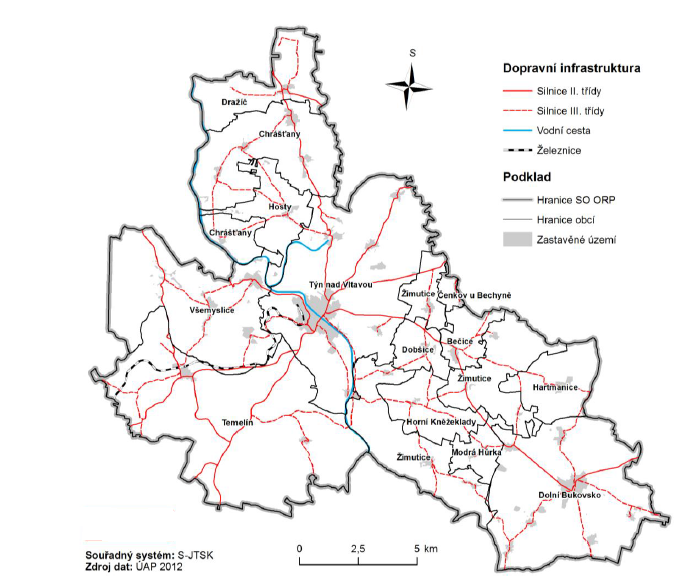 S
Dopravní infrastruktura
Silnice II. třídy
Silnice III. třídy
Vodní cesta
Železnice
Podklad
Hranice SO ORP
Hranice obcí
Zastavěné území
Dražíč
Chrášťany
Hosty
Chrášťany
Týn nad Vltavou
Žimutice
Čenkov u Bechyně
Všemyslice
Bečice
Dobšice
Žimutice
Hartmanice
Temelín
Horní Kněžeklady
Žimutice
Modrá Hůrka
Dolní Bukovsko
Souřadný systém: S-JTSK
Zdroj dat: ÚAP 2012
0 2,5 5 km